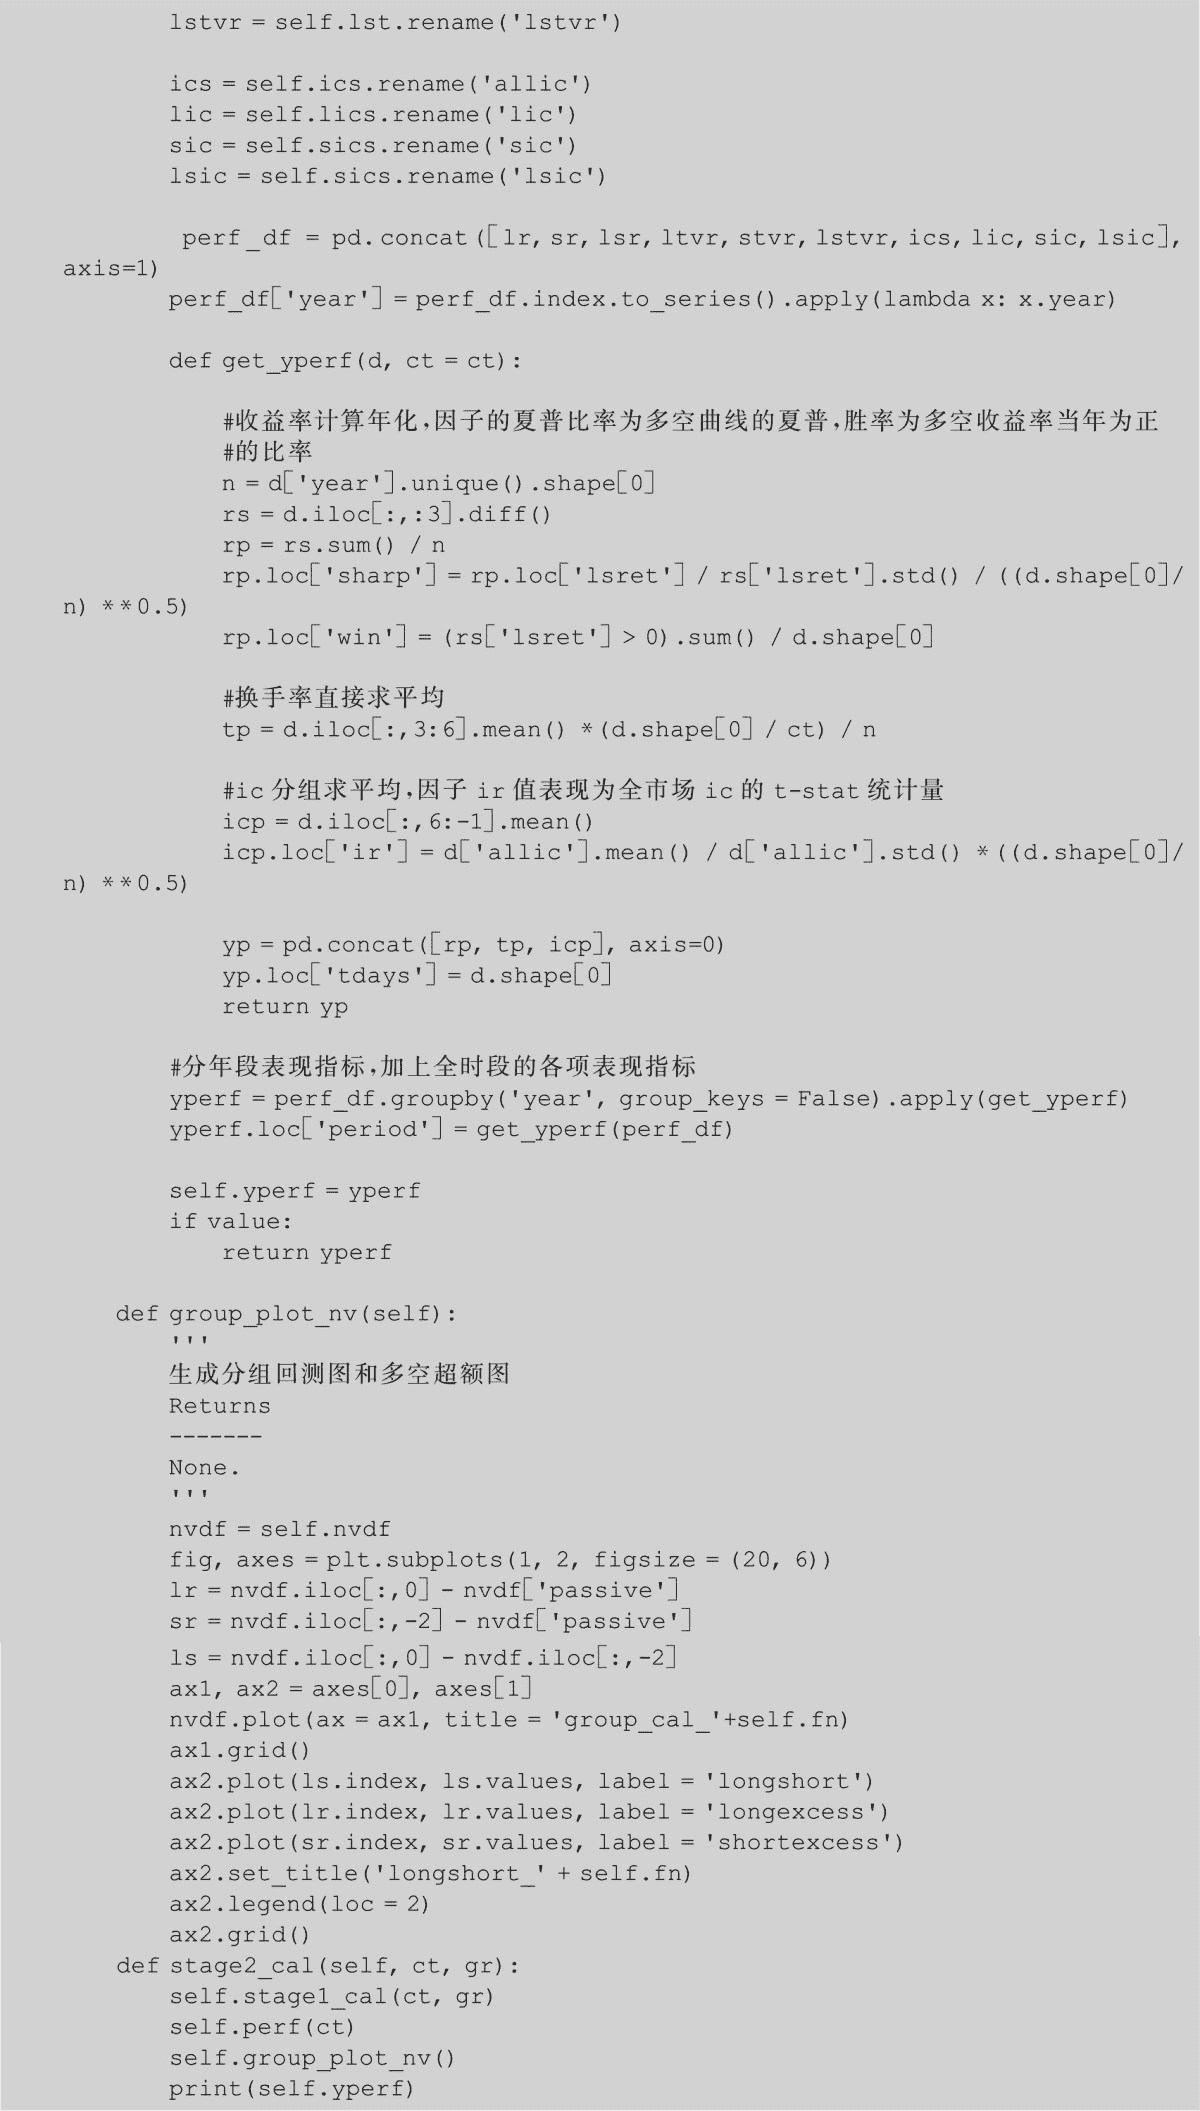 lstvr = self.lst.rename('lstvr')
ics = self.ics.rename('allic')
lic = self.lics.rename('lic')
sic = self.sics.rename('sic')
lsic = self.sics.rename('lsic')
perf_df = pd.concat([lr, sr, lsr, ltvr, stvr, lstvr, ics, lic, sic, lsic],
axis=1)
perf_df['year'] = perf_df.index.to_series().apply(lambda x: x.year)
def get_yperf(d, ct = ct):
#收益率计算年化,因子的夏普比率为多空曲线的夏普,胜率为多空收益率当年为正
#的比率
n = d['year'].unique().shape[0]
rs = d.iloc[:,:3].diff()
rp = rs.sum() / n
rp.loc['sharp'] = rp.loc['lsret'] / rs['lsret'].std() / ((d.shape[0]/
n) **0.5)
rp.loc['win'] = (rs['lsret'] > 0).sum() / d.shape[0]
#换手率直接求平均
tp = d.iloc[:,3:6].mean() *(d.shape[0] / ct) / n
#ic 分组求平均,因子 ir 值表现为全市场 ic 的 t-stat 统计量
icp = d.iloc[:,6:-1].mean()
icp.loc['ir'] = d['allic'].mean() / d['allic'].std() *((d.shape[0]/
n) **0.5)
yp = pd.concat([rp, tp, icp], axis=0)
yp.loc['tdays'] = d.shape[0]
return yp
#分年段表现指标,加上全时段的各项表现指标
yperf = perf_df.groupby('year', group_keys = False).apply(get_yperf)
yperf.loc['period'] = get_yperf(perf_df)
self.yperf = yperf
if value:
return yperf
def group_plot_nv(self):
'''
生成分组回测图和多空超额图
Returns
-------
None.
'''
nvdf = self.nvdf
fig, axes = plt.subplots(1, 2, figsize = (20, 6))
lr = nvdf.iloc[:,0] - nvdf['passive']
sr = nvdf.iloc[:,-2] - nvdf['passive']
ls = nvdf.iloc[:,0] - nvdf.iloc[:,-2]
ax1, ax2 = axes[0], axes[1]
nvdf.plot(ax = ax1, title = 'group_cal_'+self.fn)
ax1.grid()
ax2.plot(ls.index, ls.values, label = 'longshort')
ax2.plot(lr.index, lr.values, label = 'longexcess')
ax2.plot(sr.index, sr.values, label = 'shortexcess')
ax2.set_title('longshort_' + self.fn)
ax2.legend(loc = 2)
ax2.grid()
def stage2_cal(self, ct, gr):
self.stage1_cal(ct, gr)
self.perf(ct)
self.group_plot_nv()
print(self.yperf)